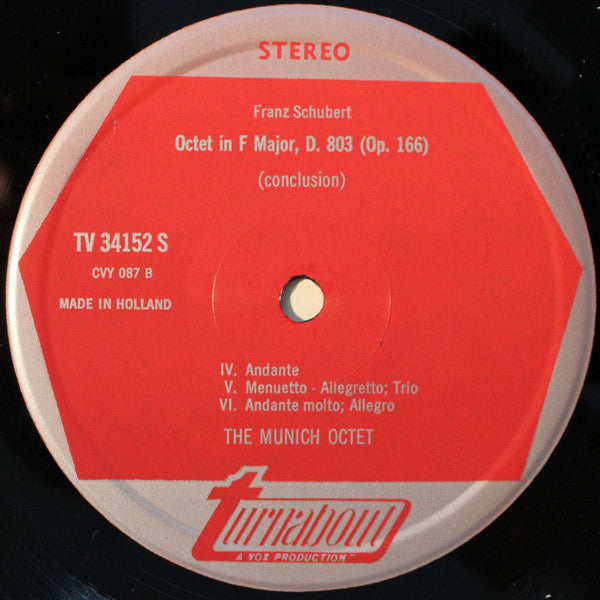 STEREO
Franz Schubert
Octet in F Major, D. 803 (Op. 166)
(conclusion)
TV 34152 S
CVY 087 B
MADE IN HOLLAND
IV. Andante
V. Menuetto - Allegretto; Trio
VI. Andante molto; Allegro
THE MUNICH OCTET
turnabout
A VOX PRODUCTION™